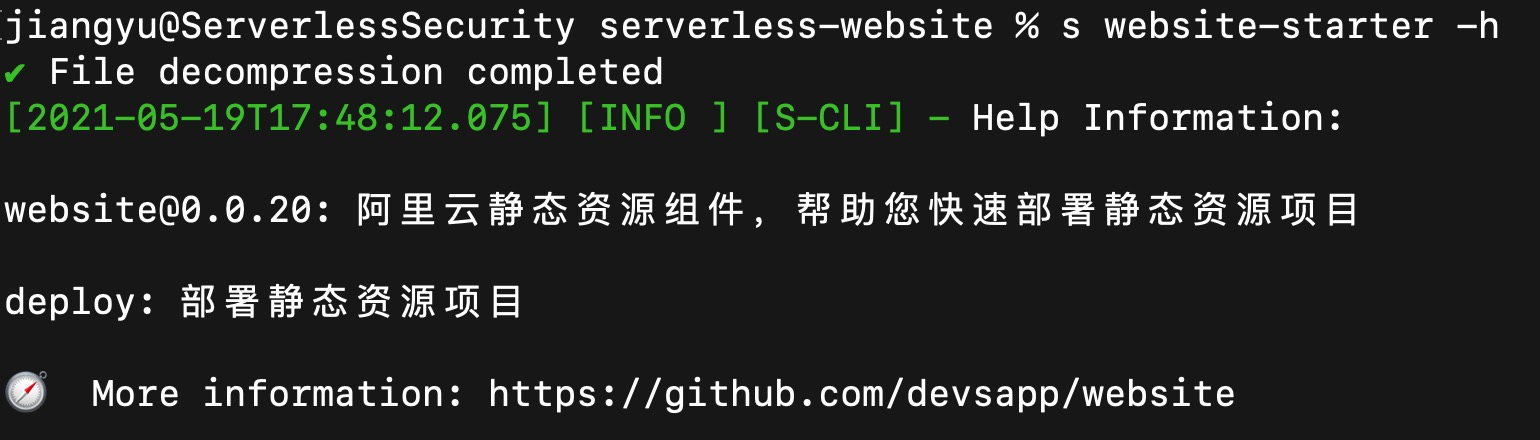 jiangyu@ServerlessSecurity serverless-website % s website-starter -h
✔ File decompression completed
[2021-05-19T17:48:12.075] [INFO ] [S-CLI] - Help Information:
website@0.0.20: 阿里云静态资源组件，帮助您快速部署静态资源项目
deploy: 部署静态资源项目
🧭 More information: https://github.com/devsapp/website